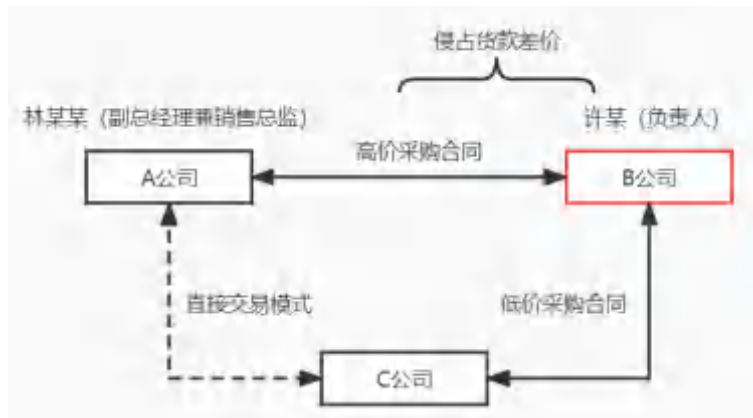 侵占货款差价
林某某（副总经理兼销售总监）
许某（负责人）
高价采购合同
A公司
B公司
直接交易模式
低价采购合同
C公司